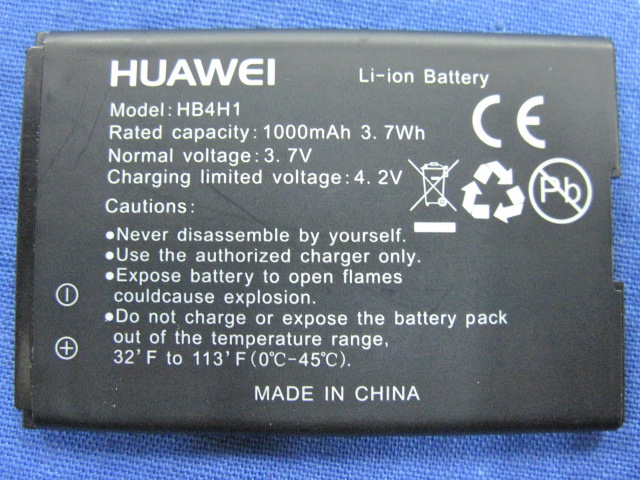 HUAWEI Li-ion Battery
Model: HB4H1
Rated capacity: 1000mAh 3.7Wh
Normal voltage: 3.7V
Charging limited voltage: 4.2V
CE
Pb
Cautions:
●Never disassemble by yourself.
●Use the authorized charger only.
●Expose battery to open flames
couldcause explosion.
●Do not charge or expose the battery pack
out of the temperature range,
32'F to 113'F(0℃-45℃).
MADE IN CHINA